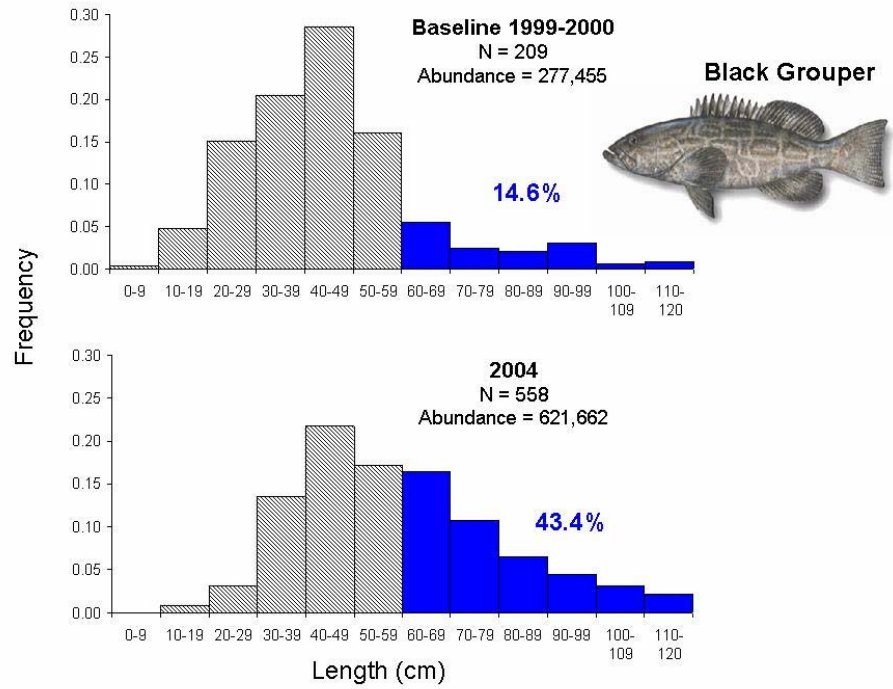 Baseline 1999-2000
N = 209
Abundance = 277,455
Black Grouper
0.30
0.25
0.20
0.15
0.10
0.05
0.00
14.6%
0-9 10-19 20-29 30-39 40-49 50-59 60-69 70-79 80-89 90-99 100-109 110-120
Frequency
2004
N = 558
Abundance = 621,662
0.30
0.25
0.20
0.15
0.10
0.05
0.00
43.4%
0-9 10-19 20-29 30-39 40-49 50-59 60-69 70-79 80-89 90-99 100-109 110-120
Length (cm)